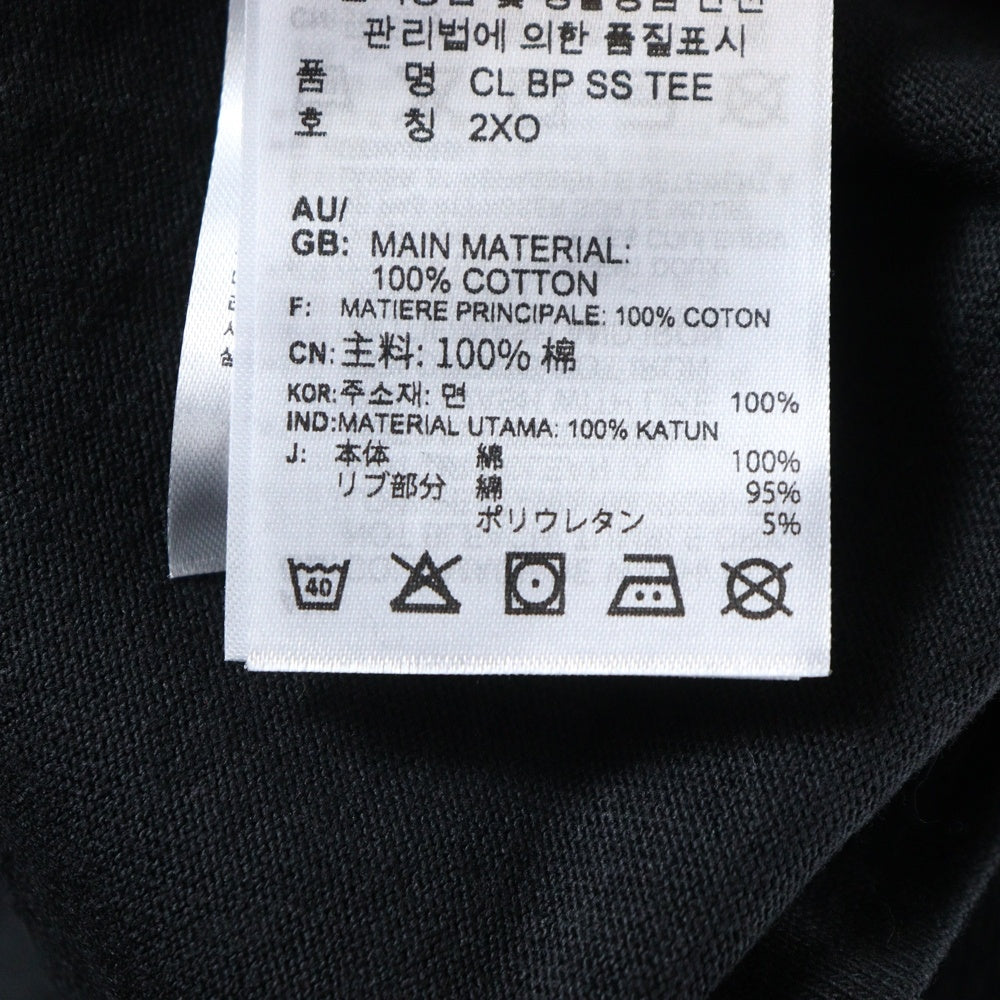 관리법에 의한 품질표시
품 명 CL BP SS TEE
호 칭 2XO
AU/
GB: MAIN MATERIAL:
100% COTTON
F: MATIERE PRINCIPALE: 100% COTON
CN: 主料: 100% 棉
KOR:주소재: 면 100%
IND:MATERIAL UTAMA: 100% KATUN
J: 本体 綿 100%
リブ部分 綿 95%
ポリウレタン 5%
40